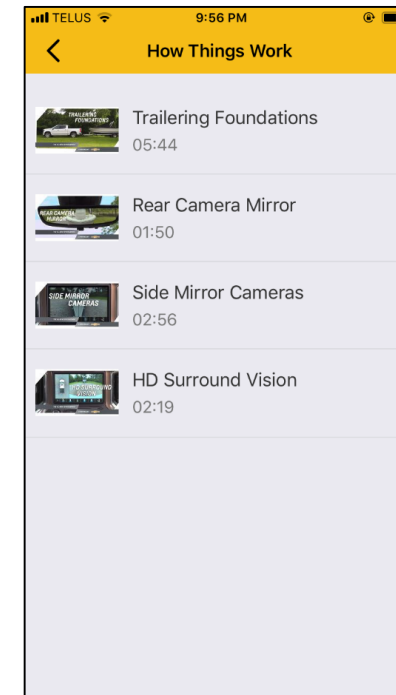 TELUS 9:56 PM
How Things Work
TRAILERING
FOUNDATIONS
Trailering Foundations
05:44
REAR CAMERA
MIRROR
Rear Camera Mirror
01:50
SIDE MIRROR
CAMERAS
Side Mirror Cameras
02:56
HD SURROUND
VISION
HD Surround Vision
02:19